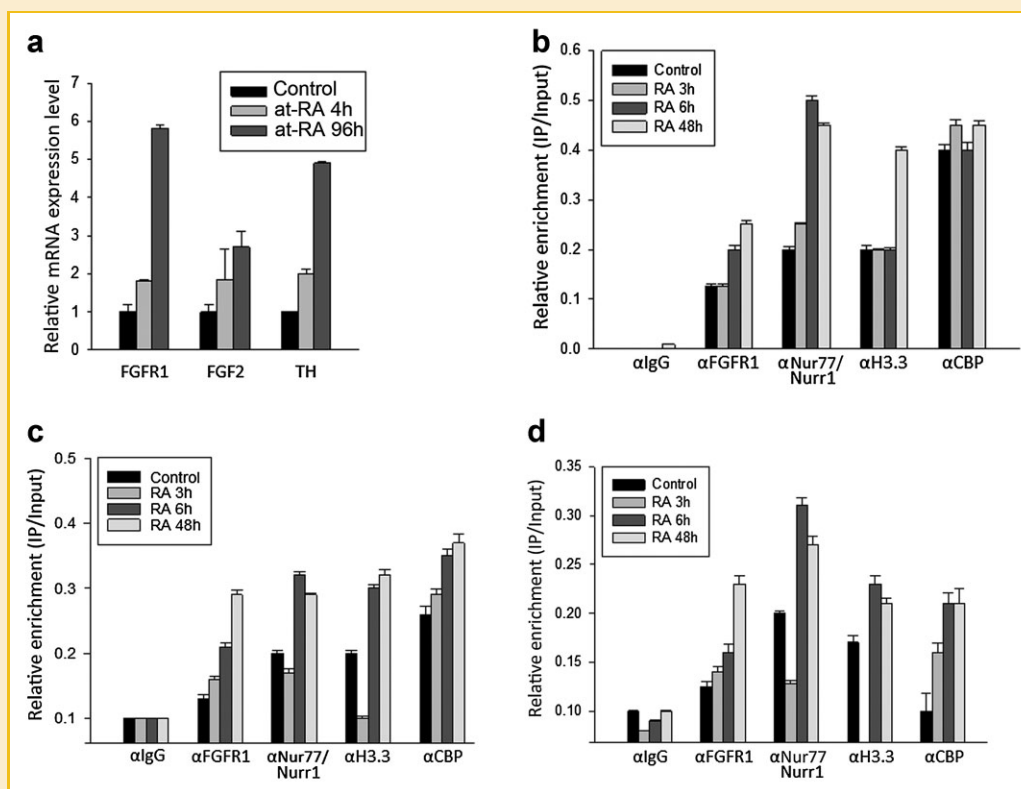 a
Relative mRNA expression level
7
6
5
4
3
2
1
0
Control
at-RA 4h
at-RA 96h
FGFR1 FGF2 TH
b
Relative enrichment (IP/Input)
0.6
0.5
0.4
0.3
0.2
0.1
0.0
Control
RA 3h
RA 6h
RA 48h
αIgG αFGFR1 αNur77/ αH3.3 αCBP
Nurr1
c
Relative enrichment (IP/Input)
0.5
0.4
0.3
0.2
0.1
Control
RA 3h
RA 6h
RA 48h
αIgG αFGFR1 αNur77/ αH3.3 αCBP
Nurr1
d
Relative enrichment (IP/Input)
0.35
0.30
0.25
0.20
0.15
0.10
Control
RA 3h
RA 6h
RA 48h
αIgG αFGFR1 αNur77 αH3.3 αCBP
Nurr1